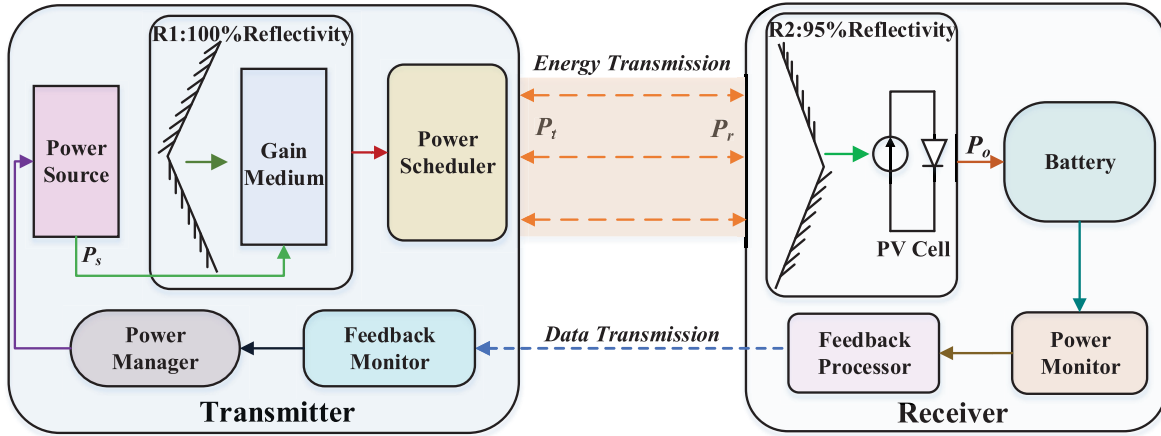 R1:100%Reflectivity
Power
Source
Gain
Medium
Power
Scheduler
P_s
Power
Manager
Feedback
Monitor
Transmitter
Energy Transmission
P_t
P_r
Data Transmission
R2:95%Reflectivity
PV Cell
P_o
Battery
Feedback
Processor
Power
Monitor
Receiver